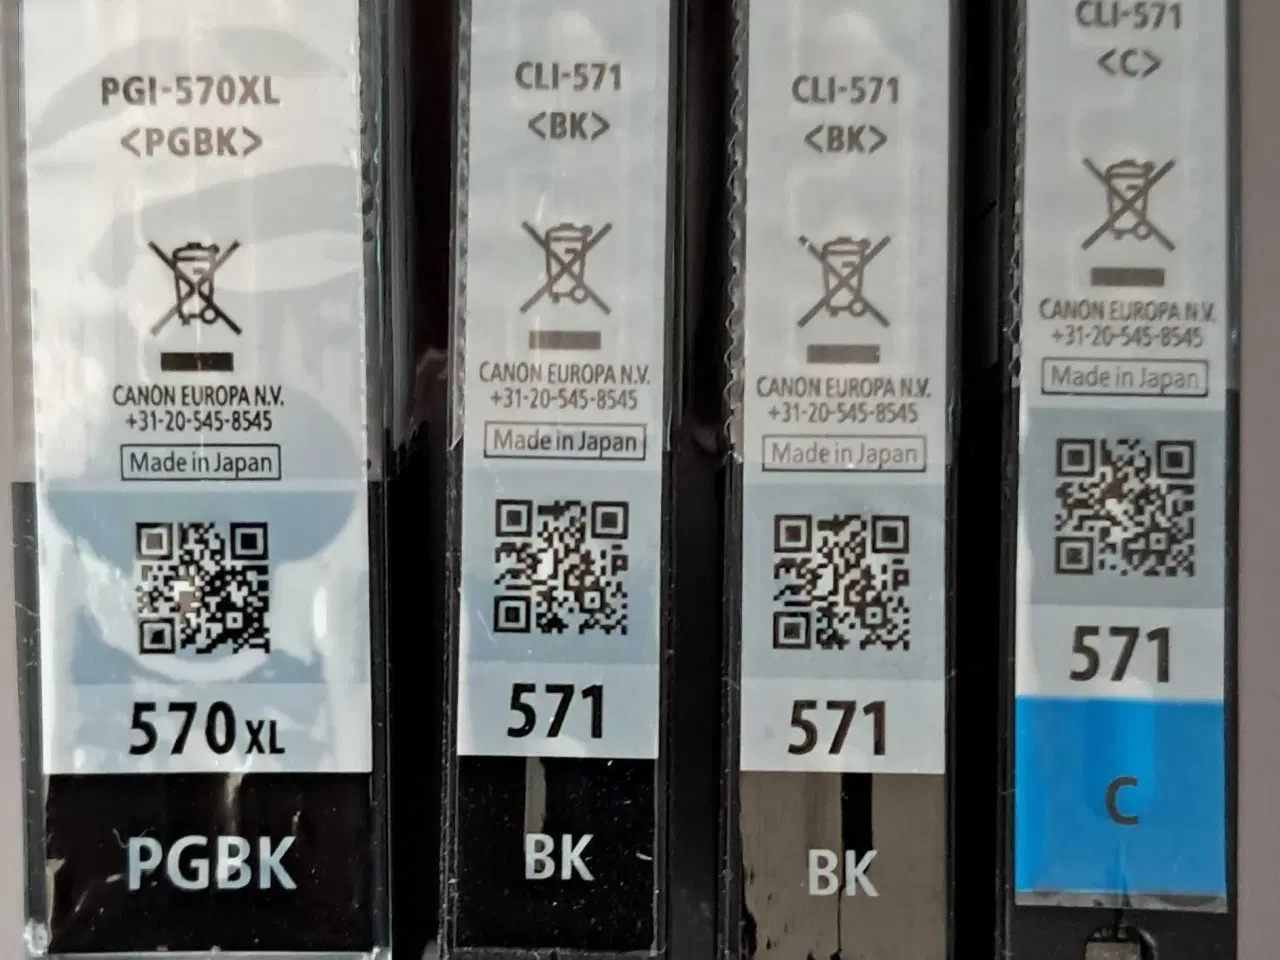 PGI-570XL
<PGBK>
CANON EUROPA N.V.
+31-20-545-8545
Made in Japan
570 XL
PGBK
CLI-571
<BK>
CANON EUROPA N.V.
+31-20-545-8545
Made in Japan
571
BK
CLI-571
<BK>
CANON EUROPA N.V.
+31-20-545-8545
Made in Japan
571
BK
CLI-571
<C>
CANON EUROPA N.V.
+31-20-545-8545
Made in Japan
571
C